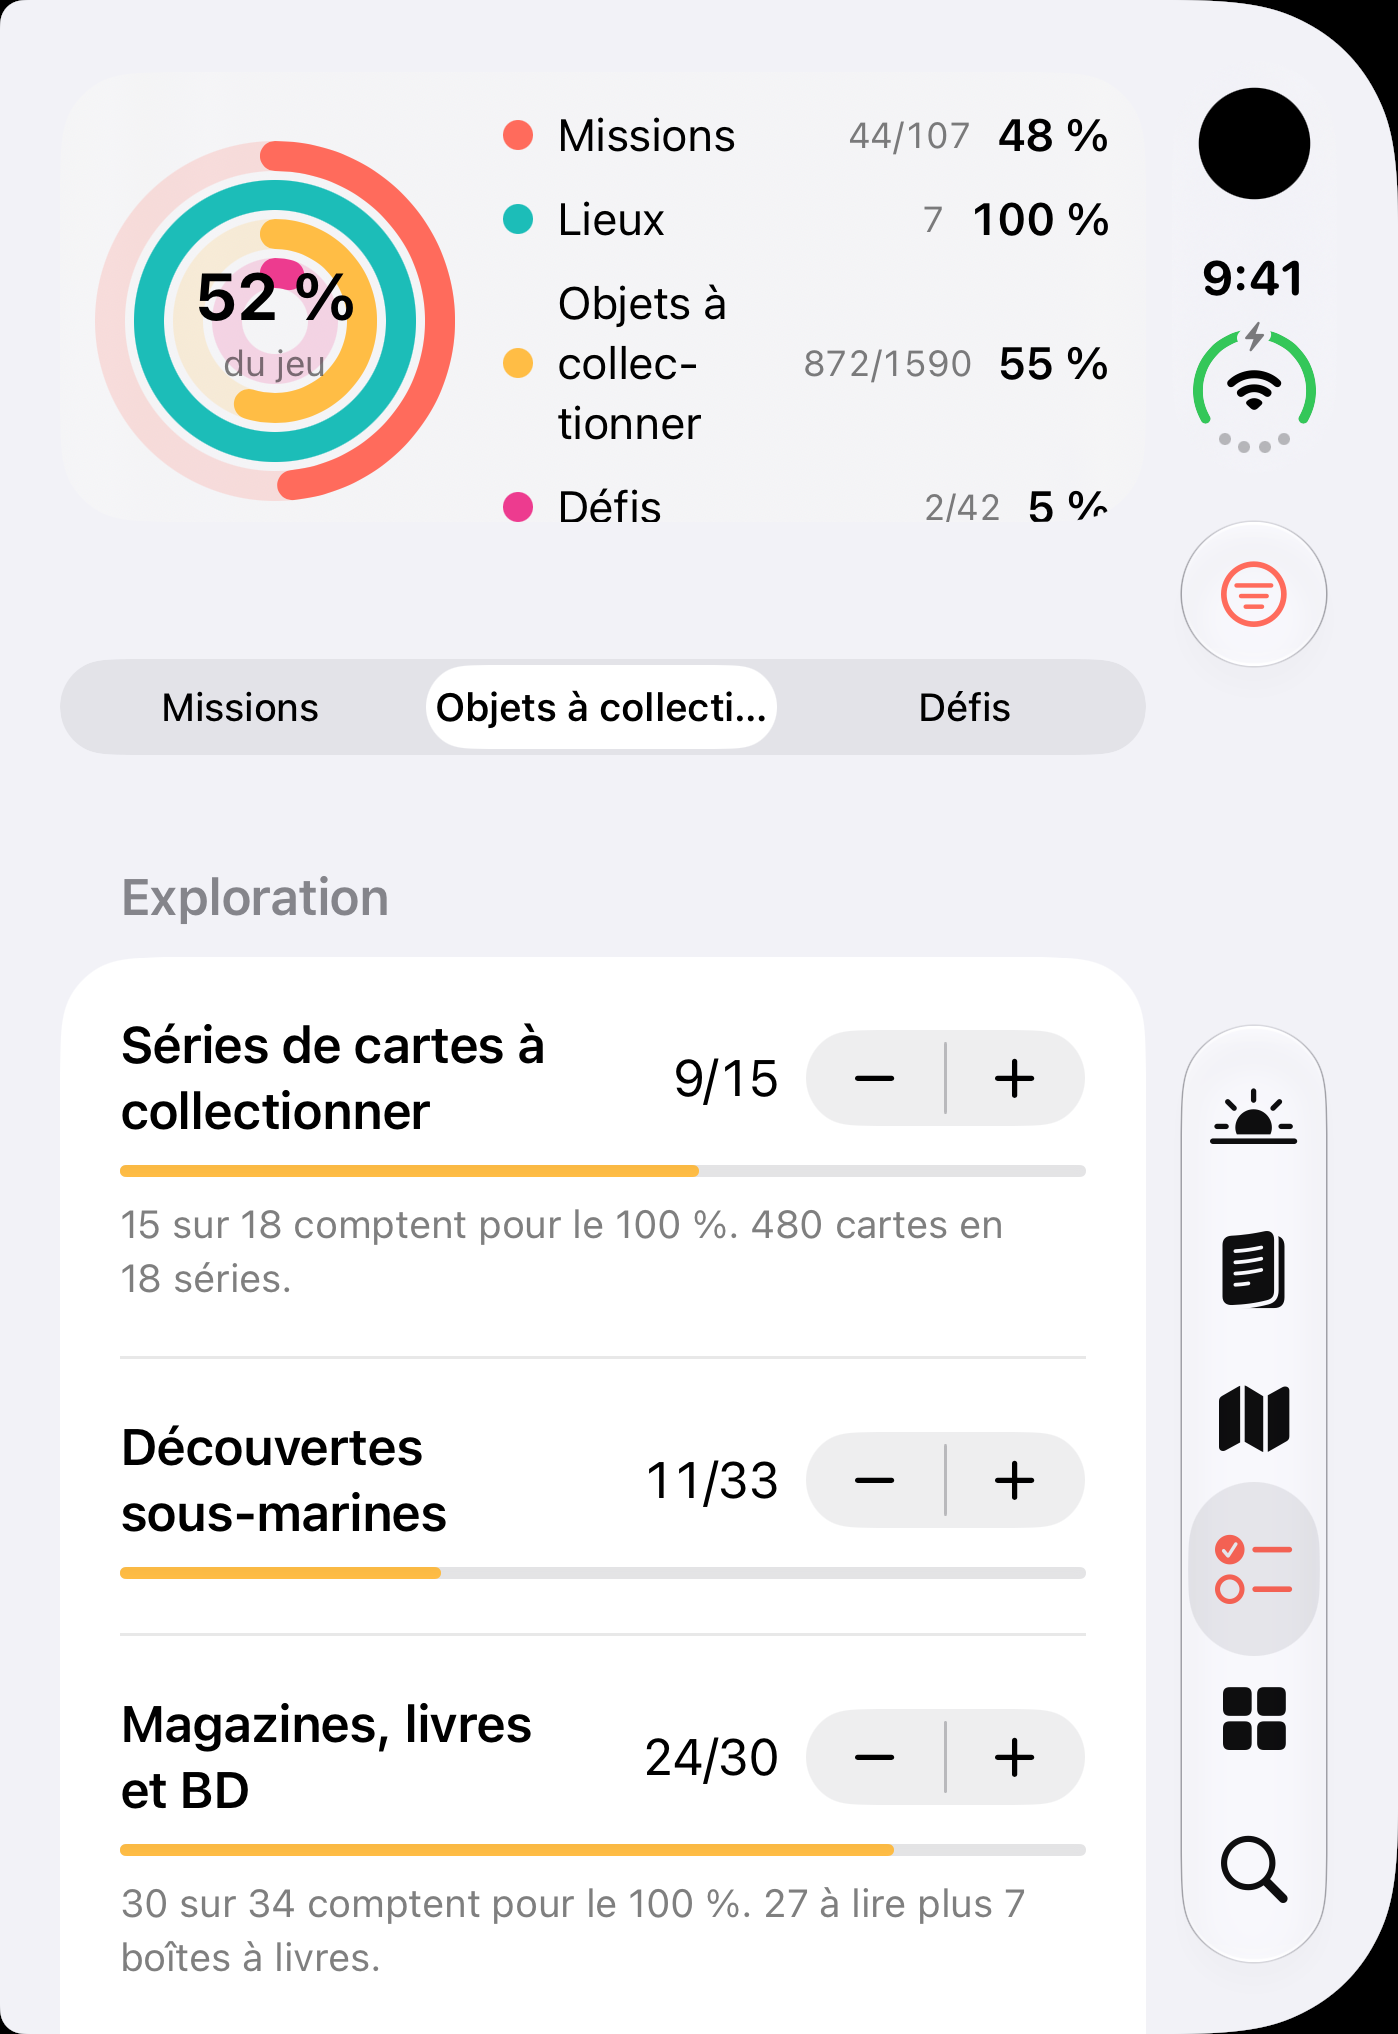 52 %
du jeu
Missions 44/107 48 %
Lieux 7 100 %
Objets à
collec-
tionner
872/1590 55 %
Défis 2/42 5 %
9:41
Missions
Objets à collecti...
Défis
Exploration
Séries de cartes à
collectionner
9/15
15 sur 18 comptent pour le 100 %. 480 cartes en
18 séries.
Découvertes
sous-marines
11/33
Magazines, livres
et BD
24/30
30 sur 34 comptent pour le 100 %. 27 à lire plus 7
boîtes à livres.